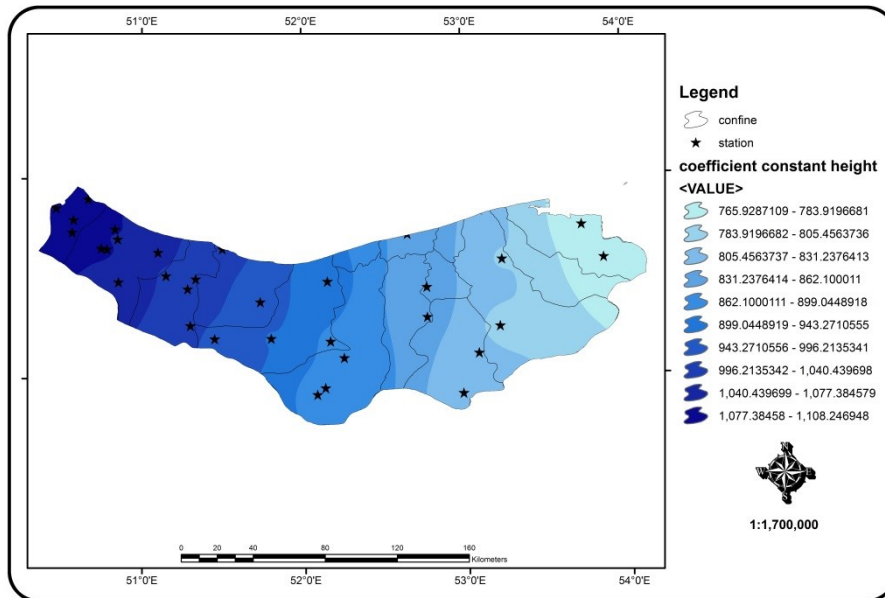 51°0'E 52°0'E 53°0'E 54°0'E
Legend
confine
station
coefficient constant height
<VALUE>
765.9287109 - 783.9196681
783.9196682 - 805.4563736
805.4563737 - 831.2376413
831.2376414 - 862.100011
862.1000111 - 899.0448918
899.0448919 - 943.2710555
943.2710556 - 996.2135341
996.2135342 - 1,040.439698
1,040.439699 - 1,077.384579
1,077.38458 - 1,108.246948
N
W E
S
1:1,700,000
0 20 40 80 120 160
Kilometers
51°0'E 52°0'E 53°0'E 54°0'E